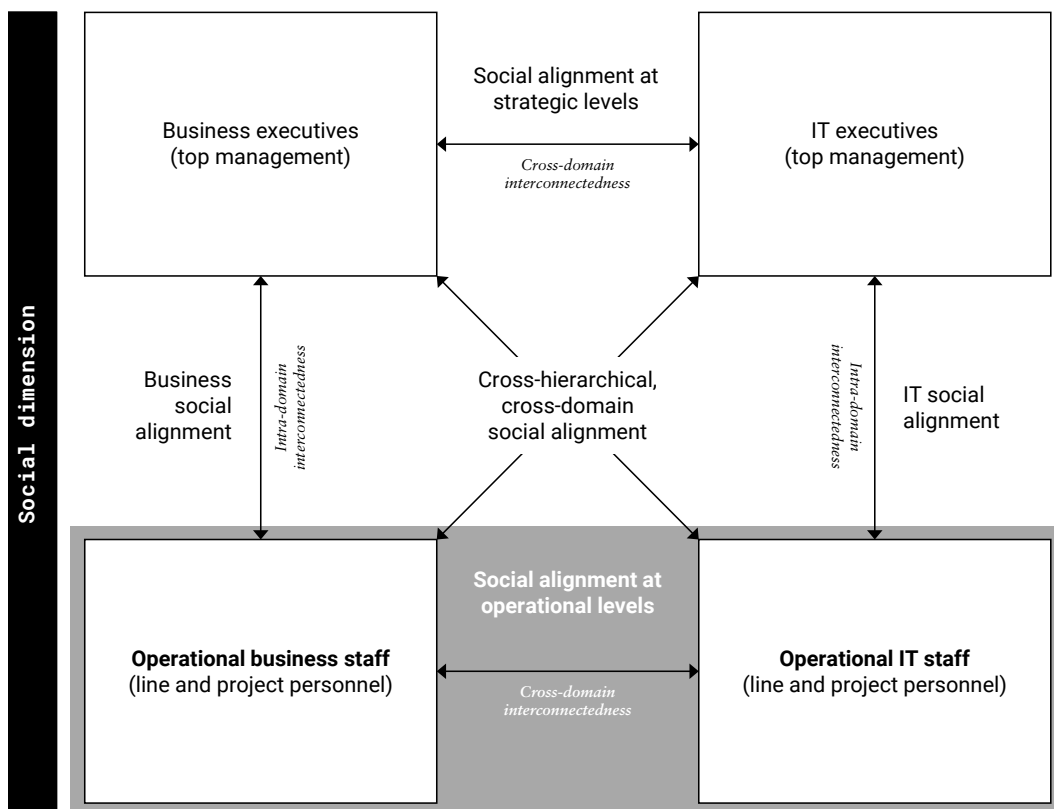 Social dimension
Social alignment at
strategic levels
Business executives
(top management)
IT executives
(top management)
Cross-domain
interconnectedness
Business
social
alignment
Intra-domain
interconnectedness
Cross-hierarchical,
cross-domain
social alignment
Intra-domain
interconnectedness
IT social
alignment
Social alignment at
operational levels
Operational business staff
(line and project personnel)
Operational IT staff
(line and project personnel)
Cross-domain
interconnectedness